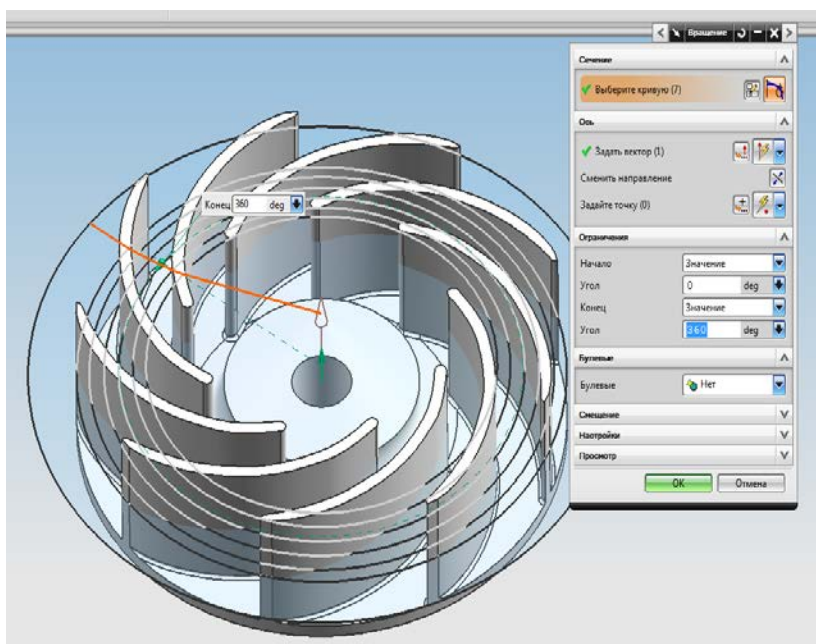 Вращение
Сечение
Выберите кривую (7)
Ось
Задать вектор (1)
Сменить направление
Задайте точку (0)
Ограничения
Начало Значение
Угол 0 deg
Конец Значение
Угол 360 deg
Булевые
Булевые Нет
Смещение
Настройки
Просмотр
OK Отмена
Конец 360 deg